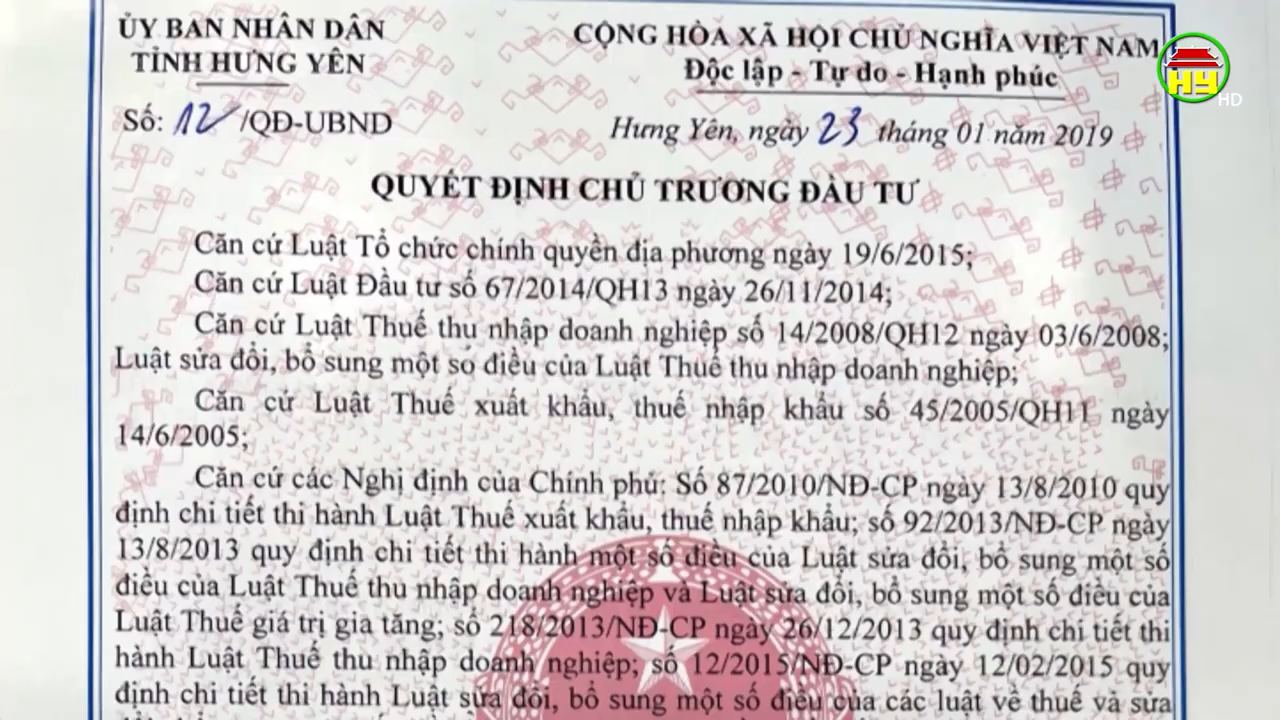 ỦY BAN NHÂN DÂN
TỈNH HƯNG YÊN
CỘNG HÒA XÃ HỘI CHỦ NGHĨA VIỆT NAM
Độc lập - Tự do - Hạnh phúc
HY
HD
Số: 12/QĐ-UBND
Hưng Yên, ngày 23 tháng 01 năm 2019
QUYẾT ĐỊNH CHỦ TRƯƠNG ĐẦU TƯ
Căn cứ Luật Tổ chức chính quyền địa phương ngày 19/6/2015;
Căn cứ Luật Đầu tư số 67/2014/QH13 ngày 26/11/2014;
Căn cứ Luật Thuế thu nhập doanh nghiệp số 14/2008/QH12 ngày 03/6/2008;
Luật sửa đổi, bổ sung một số điều của Luật Thuế thu nhập doanh nghiệp;
Căn cứ Luật Thuế xuất khẩu, thuế nhập khẩu số 45/2005/QH11 ngày
14/6/2005;
Căn cứ các Nghị định của Chính phủ: Số 87/2010/NĐ-CP ngày 13/8/2010 quy
định chi tiết thi hành Luật Thuế xuất khẩu, thuế nhập khẩu; số 92/2013/NĐ-CP ngày
13/8/2013 quy định chi tiết thi hành một số điều của Luật sửa đổi, bổ sung một số
điều của Luật Thuế thu nhập doanh nghiệp và Luật sửa đổi, bổ sung một số điều của
Luật Thuế giá trị gia tăng; số 218/2013/NĐ-CP ngày 26/12/2013 quy định chi tiết thi
hành Luật Thuế thu nhập doanh nghiệp; số 12/2015/NĐ-CP ngày 12/02/2015 quy
định chi tiết thi hành Luật sửa đổi, bổ sung một số điều của các luật về thuế và sửa